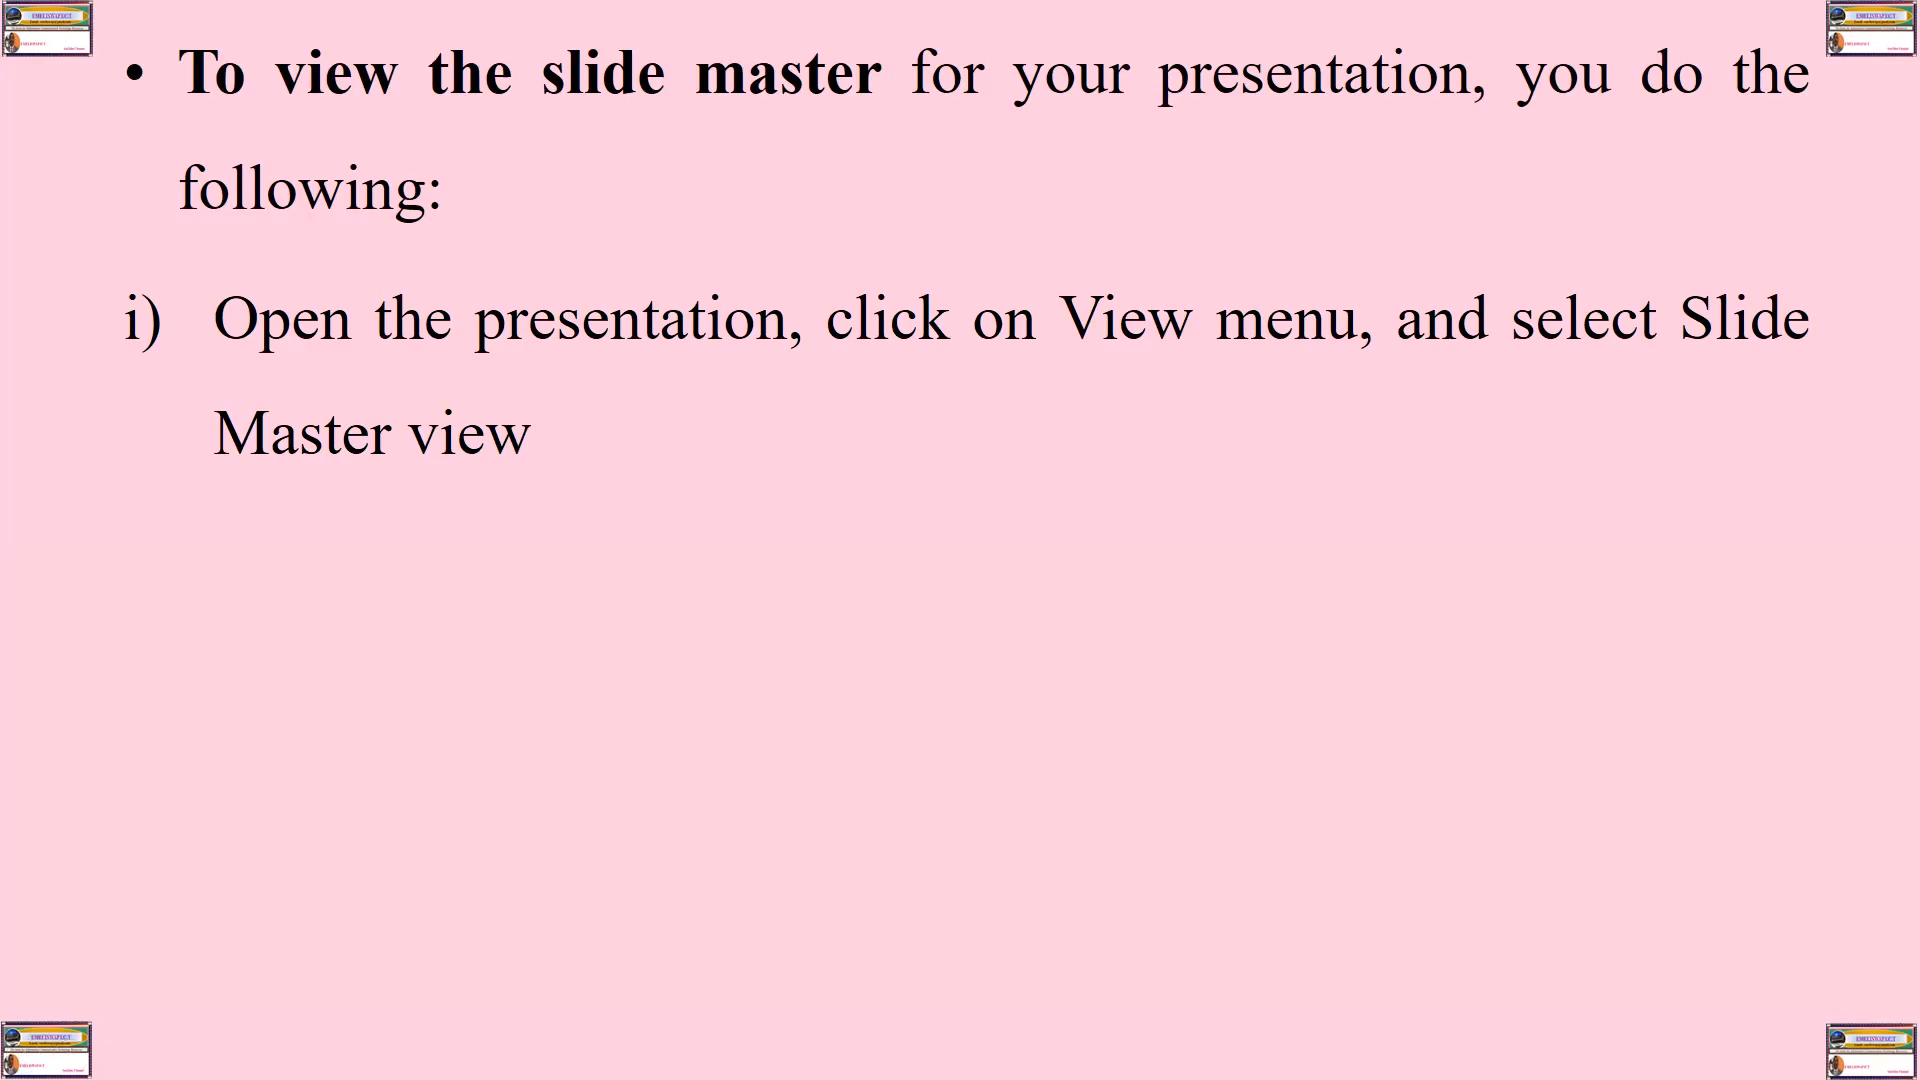 • To view the slide master for your presentation, you do the
following:
i) Open the presentation, click on View menu, and select Slide
Master view